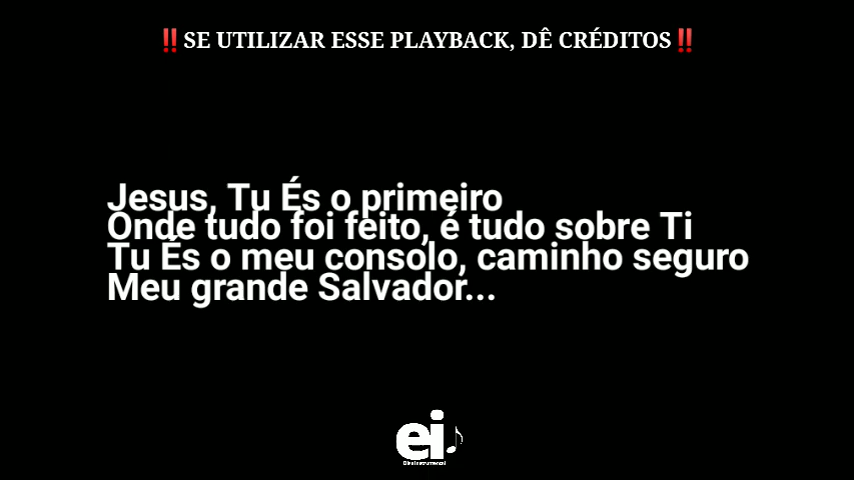 ‼️SE UTILIZAR ESSE PLAYBACK, DÊ CRÉDITOS‼️
Jesus, Tu És o primeiro
Onde tudo foi feito, é tudo sobre Ti
Tu És o meu consolo, caminho seguro
Meu grande Salvador...
ei